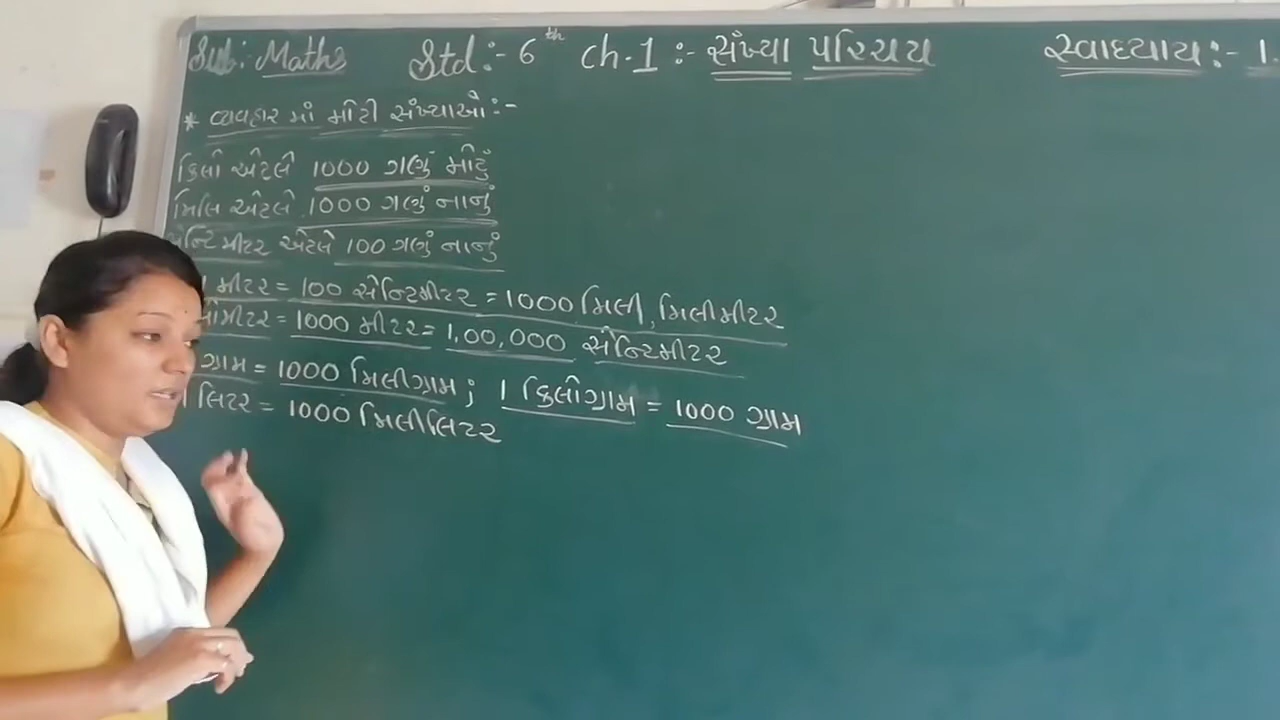 Sub:- Maths Std:- 6th ch.1 :- સંખ્યા પરિચય સ્વાધ્યાય:- 1.
* વ્યવહાર માં મોટી સંખ્યાઓ:-
કિલો એટલે 1000 ગણું મોટું
મિલિ એટલે 1000 ગણું નાનું
સેન્ટિમીટર એટલે 100 ગણું નાનું
1 મીટર = 100 સેન્ટિમીટર = 1000 મિલી, મિલીમીટર
મીટર = 1000 મીટર = 1,00,000 સેન્ટિમીટર
ગ્રામ = 1000 મિલીગ્રામ ; 1 કિલોગ્રામ = 1000 ગ્રામ
1 લિટર = 1000 મિલીલિટર